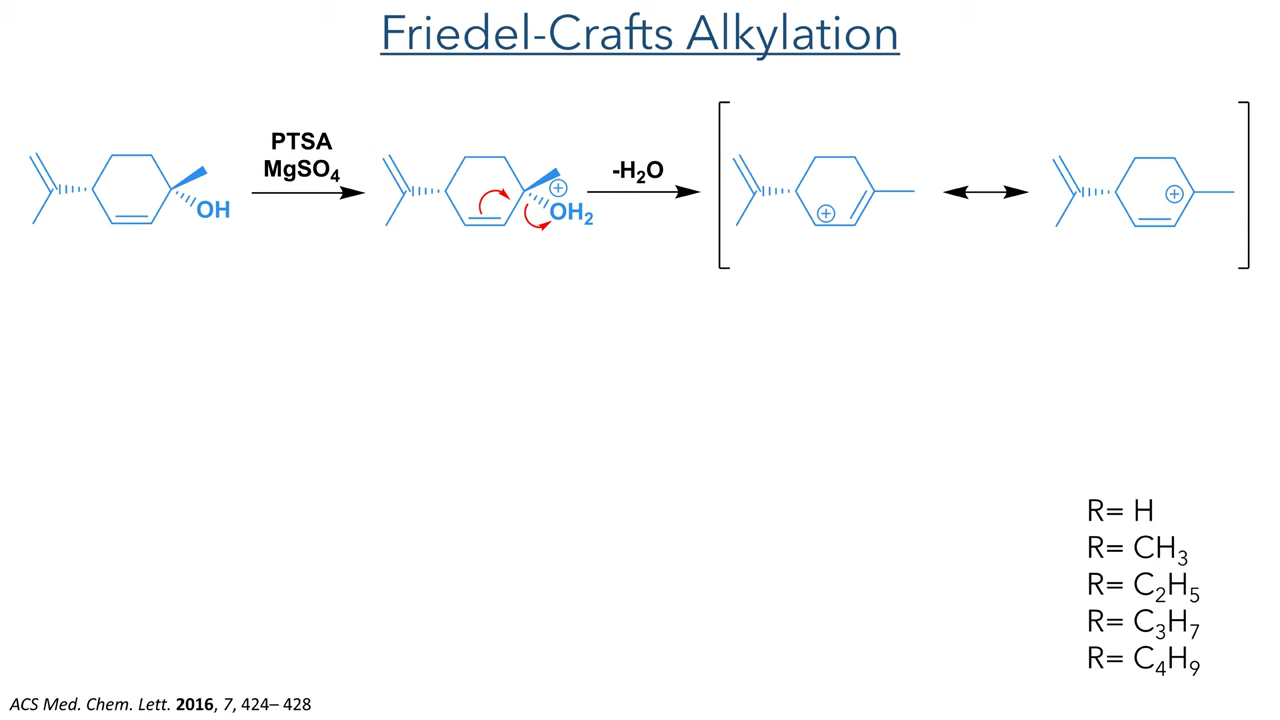 Friedel-Crafts Alkylation
PTSA
MgSO₄
OH
⊕
OH₂
-H₂O
⊕
⊕
R= H
R= CH₃
R= C₂H₅
R= C₃H₇
R= C₄H₉
ACS Med. Chem. Lett. 2016, 7, 424– 428